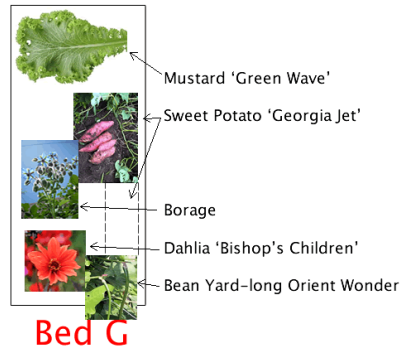 Mustard ‘Green Wave’
Sweet Potato ‘Georgia Jet’
Borage
Dahlia ‘Bishop’s Children’
Bean Yard-long Orient Wonder
Bed G